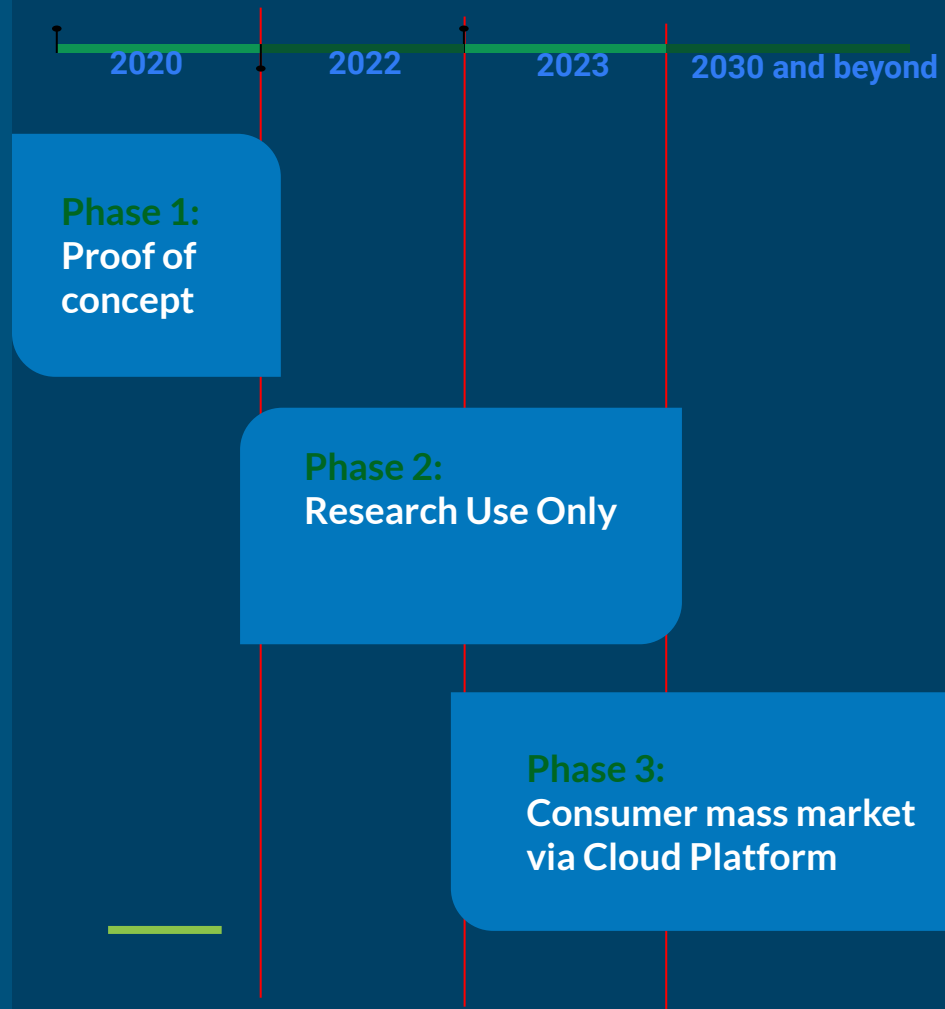 2020 2022 2023 2030 and beyond
Phase 1:
Proof of
concept
Phase 2:
Research Use Only
Phase 3:
Consumer mass market
via Cloud Platform